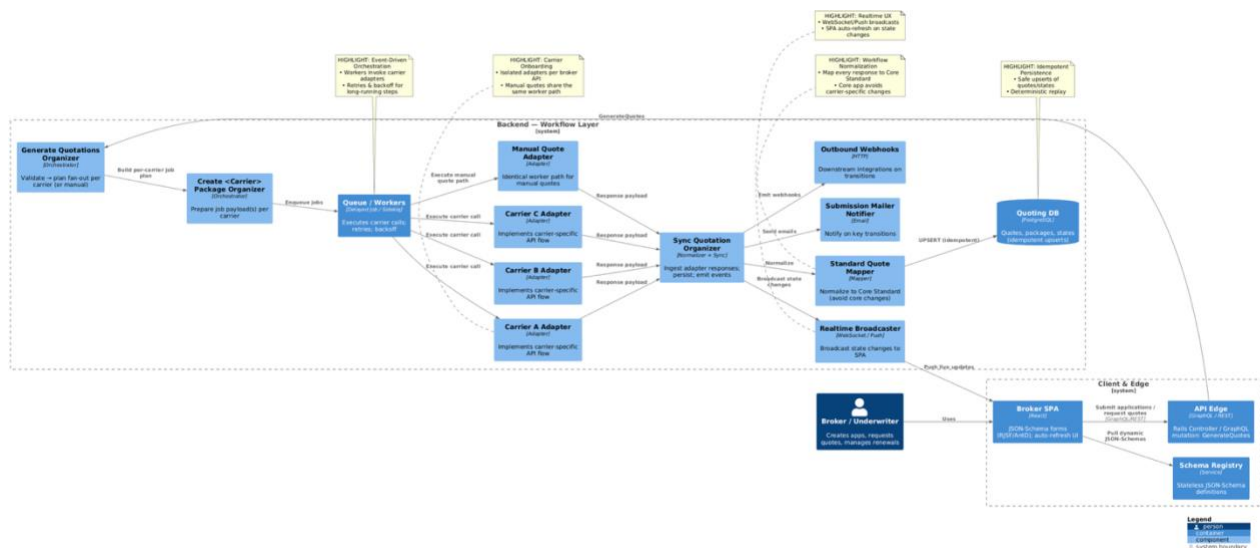 HIGHLIGHT: Realtime UX
• WebSocket/Push broadcasts
• SPA auto-refresh on state
changes
HIGHLIGHT: Event-Driven
Orchestration
• Workers invoke carrier
adapters
• Retries & backoff for
long-running steps
HIGHLIGHT: Carrier
Onboarding
• Isolated adapters per broker
API
• Manual quotes share the
same worker path
HIGHLIGHT: Workflow
Normalization
• Map every response to Core
Standard
• Core app avoids
carrier-specific changes
HIGHLIGHT: Idempotent
Persistence
• Safe upserts of
quotes/states
• Deterministic replay
GenerateQuotes
Backend — Workflow Layer
[system]
Generate Quotations
Organizer
[Orchestrator]
Validate → plan fan-out per
carrier (or manual)
Build per-carrier job
plan
Create <Carrier>
Package Organizer
[Orchestrator]
Prepare job payload(s) per
carrier
Enqueue jobs
Queue / Workers
Executes carrier calls;
retries; backoff
Execute manual
quote path
Execute carrier call
Execute carrier call
Execute carrier call
Manual Quote
Adapter
[Adapter]
Identical worker path for
manual quotes
Carrier C Adapter
[Adapter]
Implements carrier-specific
API flow
Carrier B Adapter
[Adapter]
Implements carrier-specific
API flow
Carrier A Adapter
[Adapter]
Implements carrier-specific
API flow
Response payload
Response payload
Response payload
Response payload
Sync Quotation
Organizer
[Normalizer + Sync]
Ingest adapter responses;
persist; emit events
Emit webhooks
Send emails
Normalize
Broadcast state
changes
Outbound Webhooks
[HTTP]
Downstream integrations on
transitions
Submission Mailer
Notifier
[Email]
Notify on key transitions
Standard Quote
Mapper
[Mapper]
Normalize to Core Standard
(avoid core changes)
Realtime Broadcaster
[WebSocket / Push]
Broadcast state changes to
SPA
UPSERT (idempotent)
Quoting DB
[PostgreSQL]
Quotes, packages, states
(idempotent upserts)
Push live updates
Broker / Underwriter
Creates apps, requests
quotes, manages renewals
Uses
Client & Edge
[system]
Broker SPA
[React]
JSON-Schema forms
(RJSF/AntD) auto-refresh UI
Submit applications /
request quotes
[GraphQL/REST]
Pull dynamic
JSON-Schemas
API Edge
[GraphQL / REST]
Rails Controller / GraphQL
mutation GenerateQuotes
Schema Registry
[Service]
Stateless JSON-Schema
definitions
Legend
person
container
component
system boundary